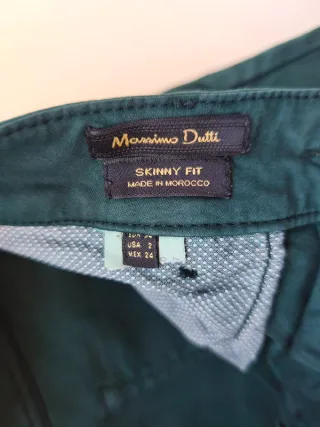 Massimo Dutti
SKINNY FIT
MADE IN MOROCCO
USA 2
MEX 24